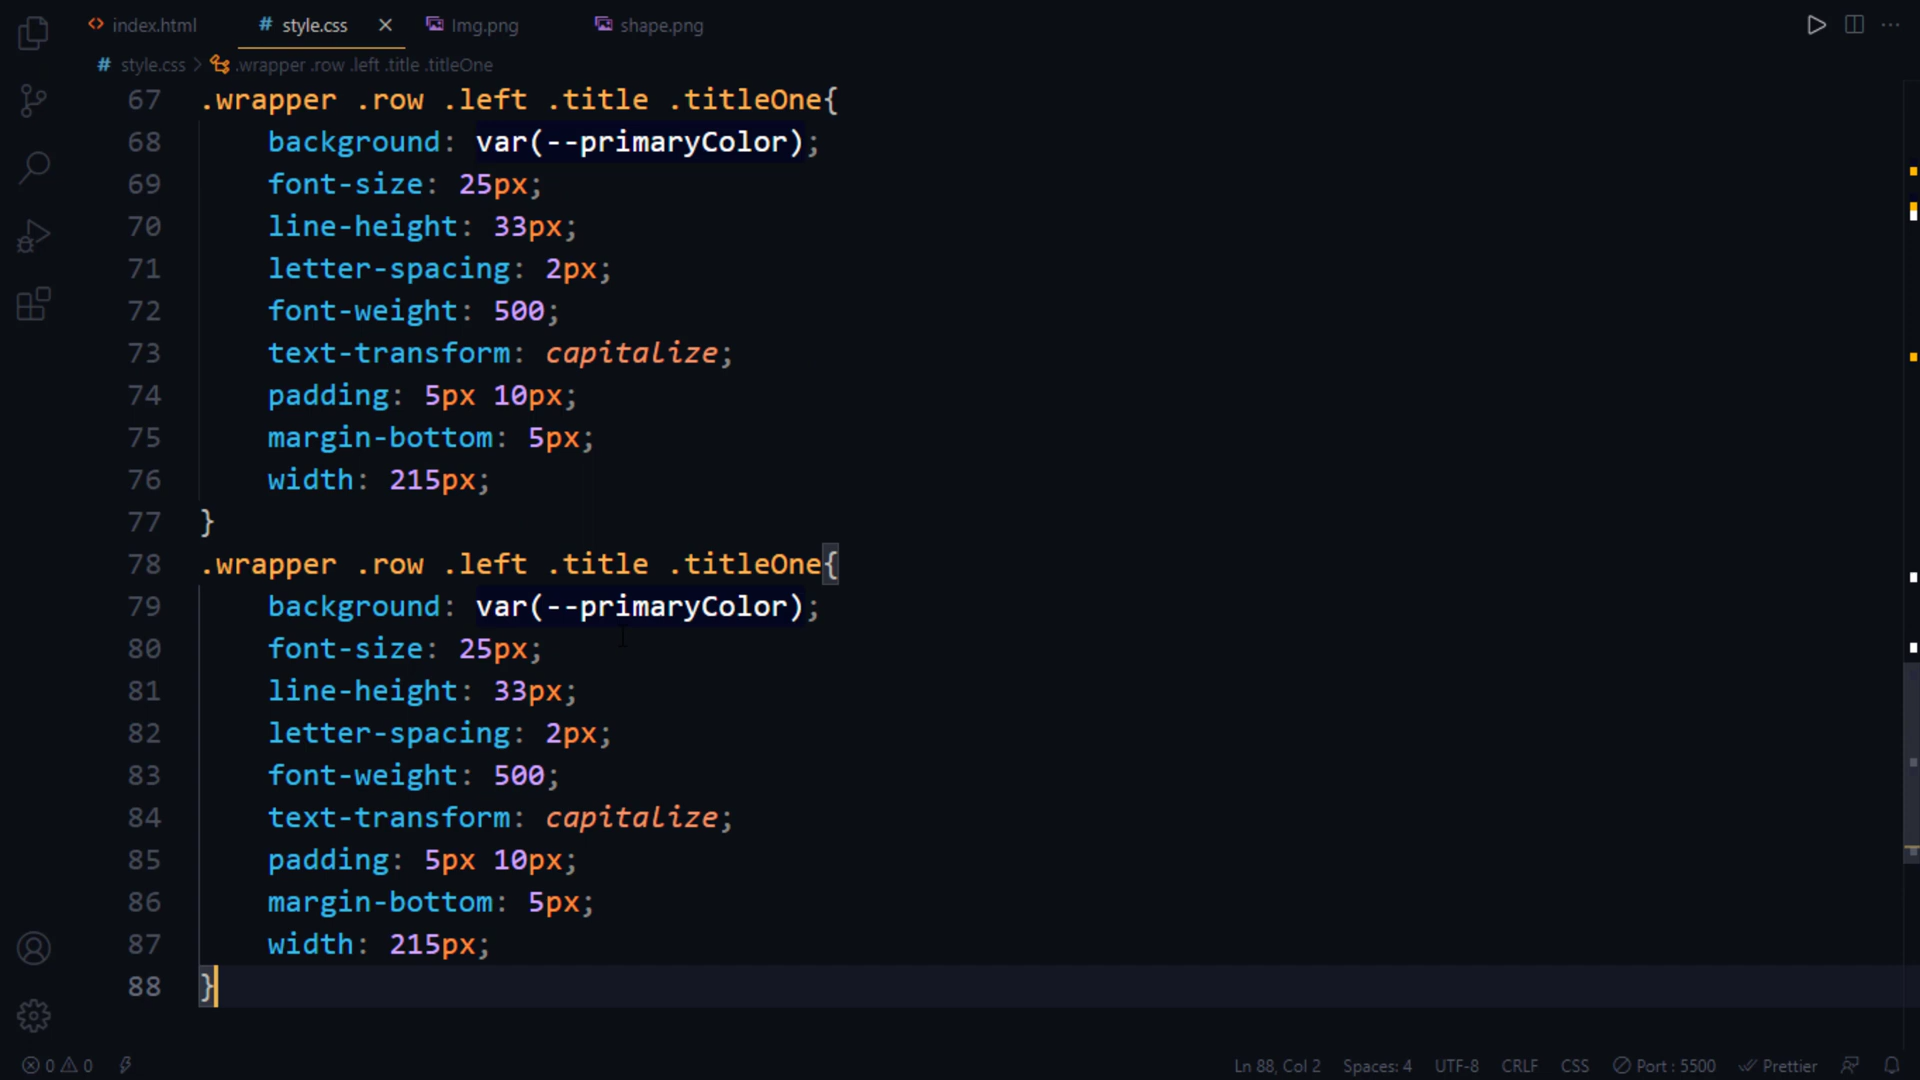 index.html style.css Img.png shape.png
style.css > .wrapper .row .left .title .titleOne
67 .wrapper .row .left .title .titleOne{
68 background: var(--primaryColor);
69 font-size: 25px;
70 line-height: 33px;
71 letter-spacing: 2px;
72 font-weight: 500;
73 text-transform: capitalize;
74 padding: 5px 10px;
75 margin-bottom: 5px;
76 width: 215px;
77 }
78 .wrapper .row .left .title .titleOne{
79 background: var(--primaryColor);
80 font-size: 25px;
81 line-height: 33px;
82 letter-spacing: 2px;
83 font-weight: 500;
84 text-transform: capitalize;
85 padding: 5px 10px;
86 margin-bottom: 5px;
87 width: 215px;
88 }
0 0 Ln 88, Col 2 Spaces: 4 UTF-8 CRLF CSS Port : 5500 Prettier